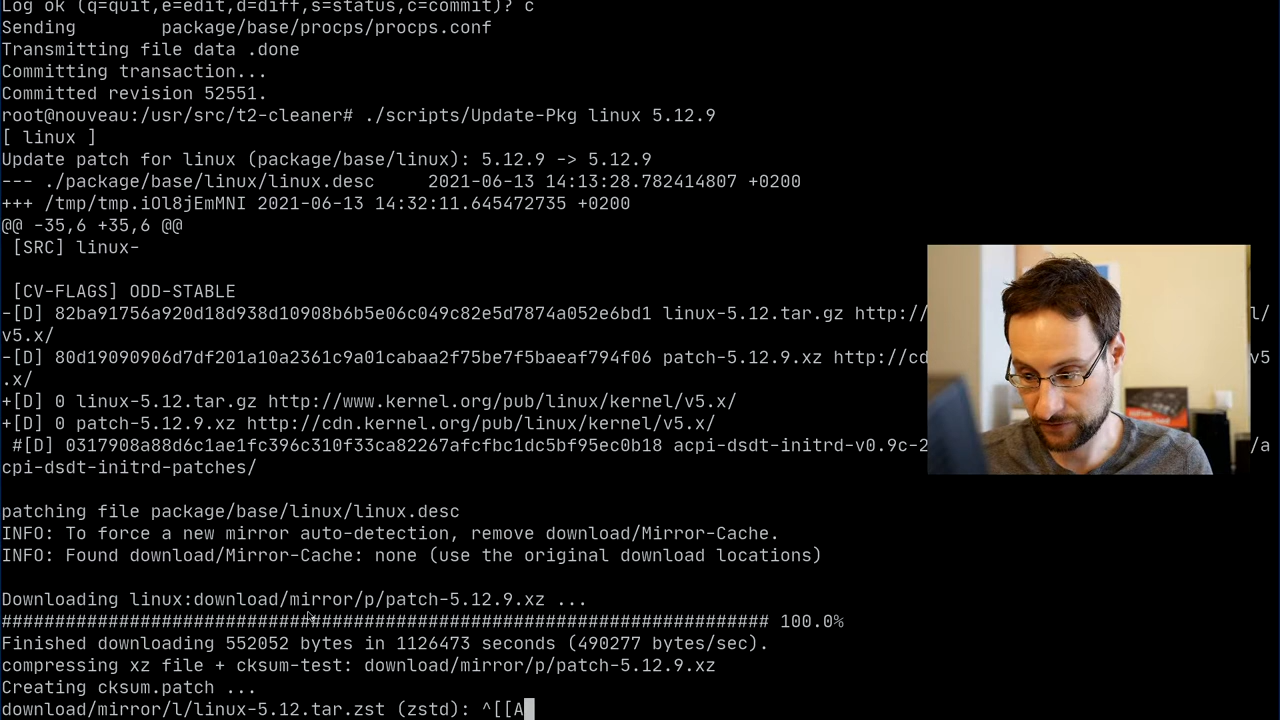 Log ok (q=quit,e=edit,d=diff,s=status,c=commit)? c
Sending        package/base/procps/procps.conf
Transmitting file data .done
Committing transaction...
Committed revision 52551.
root@nouveau:/usr/src/t2-cleaner# ./scripts/Update-Pkg linux 5.12.9
[ linux ]
Update patch for linux (package/base/linux): 5.12.9 -> 5.12.9
--- ./package/base/linux/linux.desc     2021-06-13 14:13:28.782414807 +0200
+++ /tmp/tmp.iOl8jEmMNI 2021-06-13 14:32:11.645472735 +0200
@@ -35,6 +35,6 @@
 [SRC] linux-
 [CV-FLAGS] ODD-STABLE
-[D] 82ba91756a920d18d938d10908b6b5e06c049c82e5d7874a052e6bd1 linux-5.12.tar.gz http:// l/
v5.x/
-[D] 80d19090906d7df201a10a2361c9a01cabaa2f75be7f5baeaf794f06 patch-5.12.9.xz http://cd v5
.x/
+[D] 0 linux-5.12.tar.gz http://www.kernel.org/pub/linux/kernel/v5.x/
+[D] 0 patch-5.12.9.xz http://cdn.kernel.org/pub/linux/kernel/v5.x/
 #[D] 0317908a88d6c1ae1fc396c310f33ca82267afcfbc1dc5bf95ec0b18 acpi-dsdt-initrd-v0.9c-2 /a
cpi-dsdt-initrd-patches/
patching file package/base/linux/linux.desc
INFO: To force a new mirror auto-detection, remove download/Mirror-Cache.
INFO: Found download/Mirror-Cache: none (use the original download locations)
Downloading linux:download/mirror/p/patch-5.12.9.xz ...
######################################################################## 100.0%
Finished downloading 552052 bytes in 1126473 seconds (490277 bytes/sec).
compressing xz file + cksum-test: download/mirror/p/patch-5.12.9.xz
Creating cksum.patch ...
download/mirror/l/linux-5.12.tar.zst (zstd): ^[[A